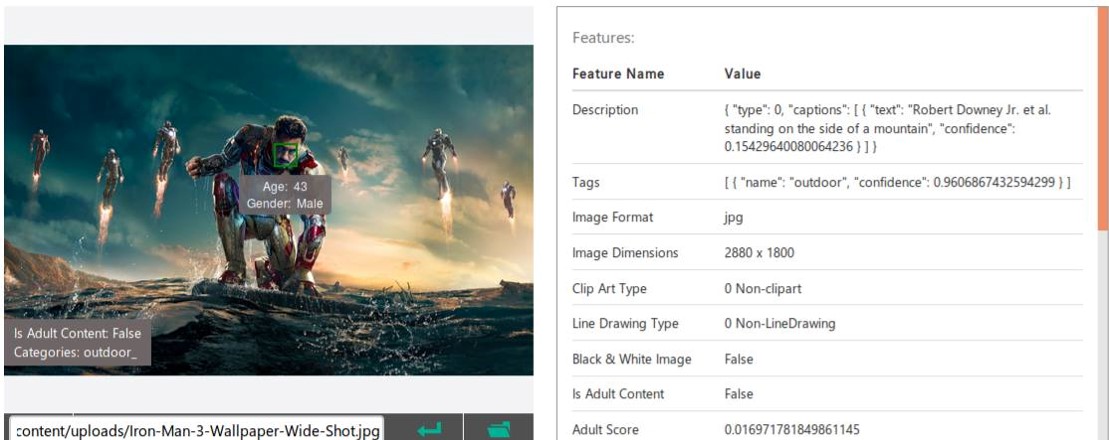 Age: 43
Gender: Male
Is Adult Content: False
Categories: outdoor_
content/uploads/Iron-Man-3-Wallpaper-Wide-Shot.jpg
Features:
Feature Name Value
Description { "type": 0, "captions": [ { "text": "Robert Downey Jr. et al.
standing on the side of a mountain", "confidence":
0.15429640080064236 } ] }
Tags [ { "name": "outdoor", "confidence": 0.9606867432594299 } ]
Image Format jpg
Image Dimensions 2880 x 1800
Clip Art Type 0 Non-clipart
Line Drawing Type 0 Non-LineDrawing
Black & White Image False
Is Adult Content False
Adult Score 0.016971781849861145